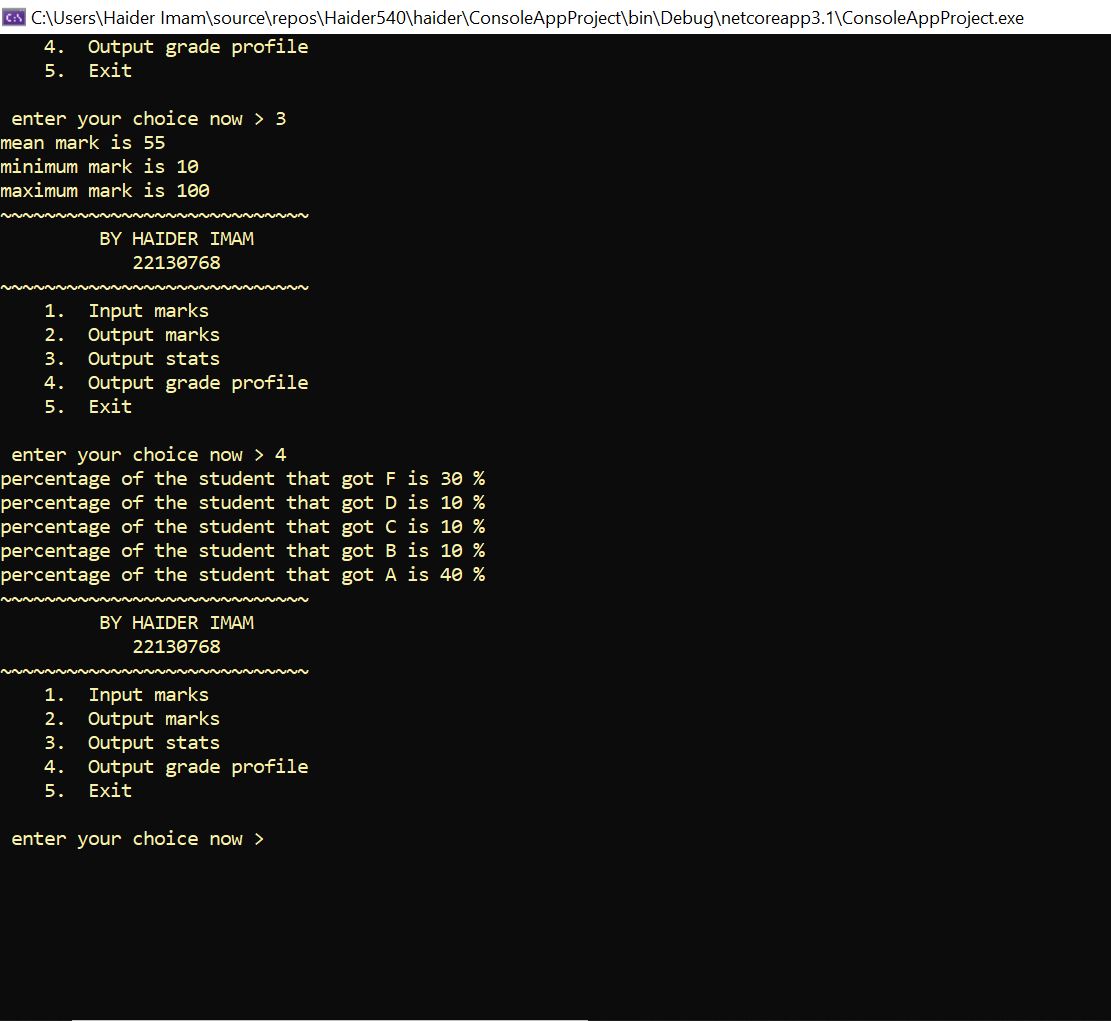 C:\Users\Haider Imam\source\repos\Haider540\haider\ConsoleAppProject\bin\Debug\netcoreapp3.1\ConsoleAppProject.exe
4. Output grade profile
5. Exit
enter your choice now > 3
mean mark is 55
minimum mark is 10
maximum mark is 100
~~~~~~~~~~~~~~~~~~~~~~~~~~~~
BY HAIDER IMAM
22130768
~~~~~~~~~~~~~~~~~~~~~~~~~~~~
1. Input marks
2. Output marks
3. Output stats
4. Output grade profile
5. Exit
enter your choice now > 4
percentage of the student that got F is 30 %
percentage of the student that got D is 10 %
percentage of the student that got C is 10 %
percentage of the student that got B is 10 %
percentage of the student that got A is 40 %
~~~~~~~~~~~~~~~~~~~~~~~~~~~~
BY HAIDER IMAM
22130768
~~~~~~~~~~~~~~~~~~~~~~~~~~~~
1. Input marks
2. Output marks
3. Output stats
4. Output grade profile
5. Exit
enter your choice now >